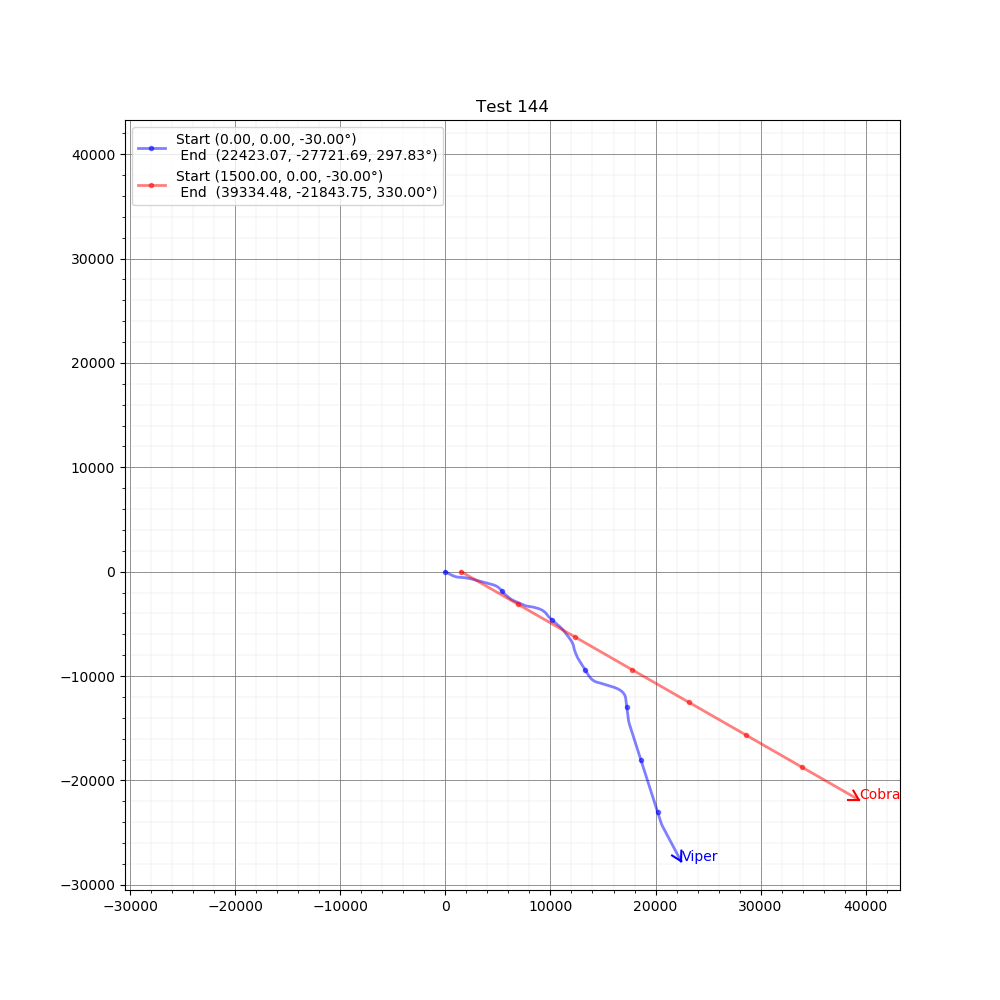 Test 144
Start (0.00, 0.00, -30.00°)
End  (22423.07, -27721.69, 297.83°)
Start (1500.00, 0.00, -30.00°)
End  (39334.48, -21843.75, 330.00°)
40000
30000
20000
10000
0
−10000
−20000
−30000
Cobra
Viper
−30000 −20000 −10000 0 10000 20000 30000 40000